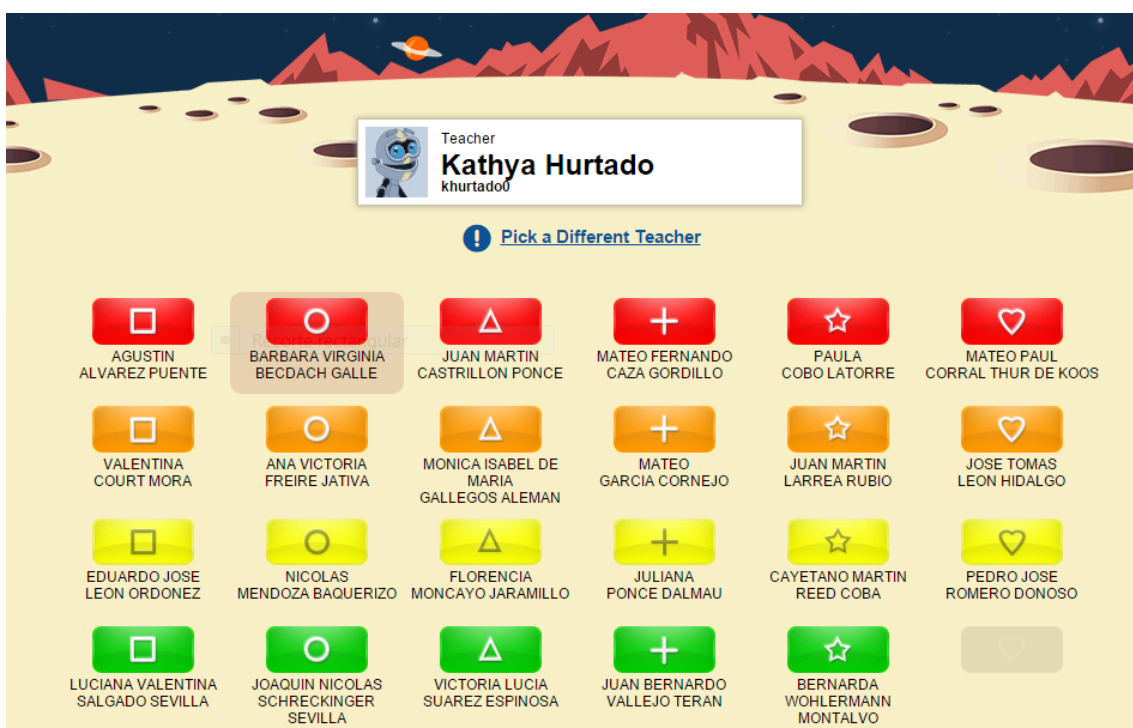 Teacher
Kathya Hurtado
khurtado0
Pick a Different Teacher
Recorte rectangular
AGUSTIN
ALVAREZ PUENTE
BARBARA VIRGINIA
BECDACH GALLE
JUAN MARTIN
CASTRILLON PONCE
MATEO FERNANDO
CAZA GORDILLO
PAULA
COBO LATORRE
MATEO PAUL
CORRAL THUR DE KOOS
VALENTINA
COURT MORA
ANA VICTORIA
FREIRE JATIVA
MONICA ISABEL DE
MARIA
GALLEGOS ALEMAN
MATEO
GARCIA CORNEJO
JUAN MARTIN
LARREA RUBIO
JOSE TOMAS
LEON HIDALGO
EDUARDO JOSE
LEON ORDONEZ
NICOLAS
MENDOZA BAQUERIZO
FLORENCIA
MONCAYO JARAMILLO
JULIANA
PONCE DALMAU
CAYETANO MARTIN
REED COBA
PEDRO JOSE
ROMERO DONOSO
LUCIANA VALENTINA
SALGADO SEVILLA
JOAQUIN NICOLAS
SCHRECKINGER
SEVILLA
VICTORIA LUCIA
SUAREZ ESPINOSA
JUAN BERNARDO
VALLEJO TERAN
BERNARDA
WOHLERMANN
MONTALVO